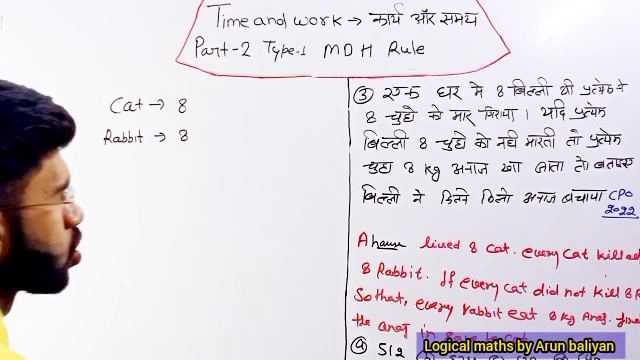 Time and work → कार्य और समय
Part-2 Type-1 M D H Rule
Cat → 8
Rabbit → 8
③ एक घर मे 8 बिल्ली थी प्रत्येक ने
8 चुहो को मार गिराया। यदि प्रत्येक
बिल्ली 8 चुहो को नही मारती तो प्रत्येक
चुहा 8 kg अनाज खा जाता तो बताए
बिल्ली ने कितने किलो अनाज बचाया CPO
2022
A house lived 8 cat. every cat killed
8 Rabbit. If every cat did not kill 8 R
So that, every rabbit eat 8 kg Anaj.
the anaj in
④ 512
Logical maths by Arun baliyan